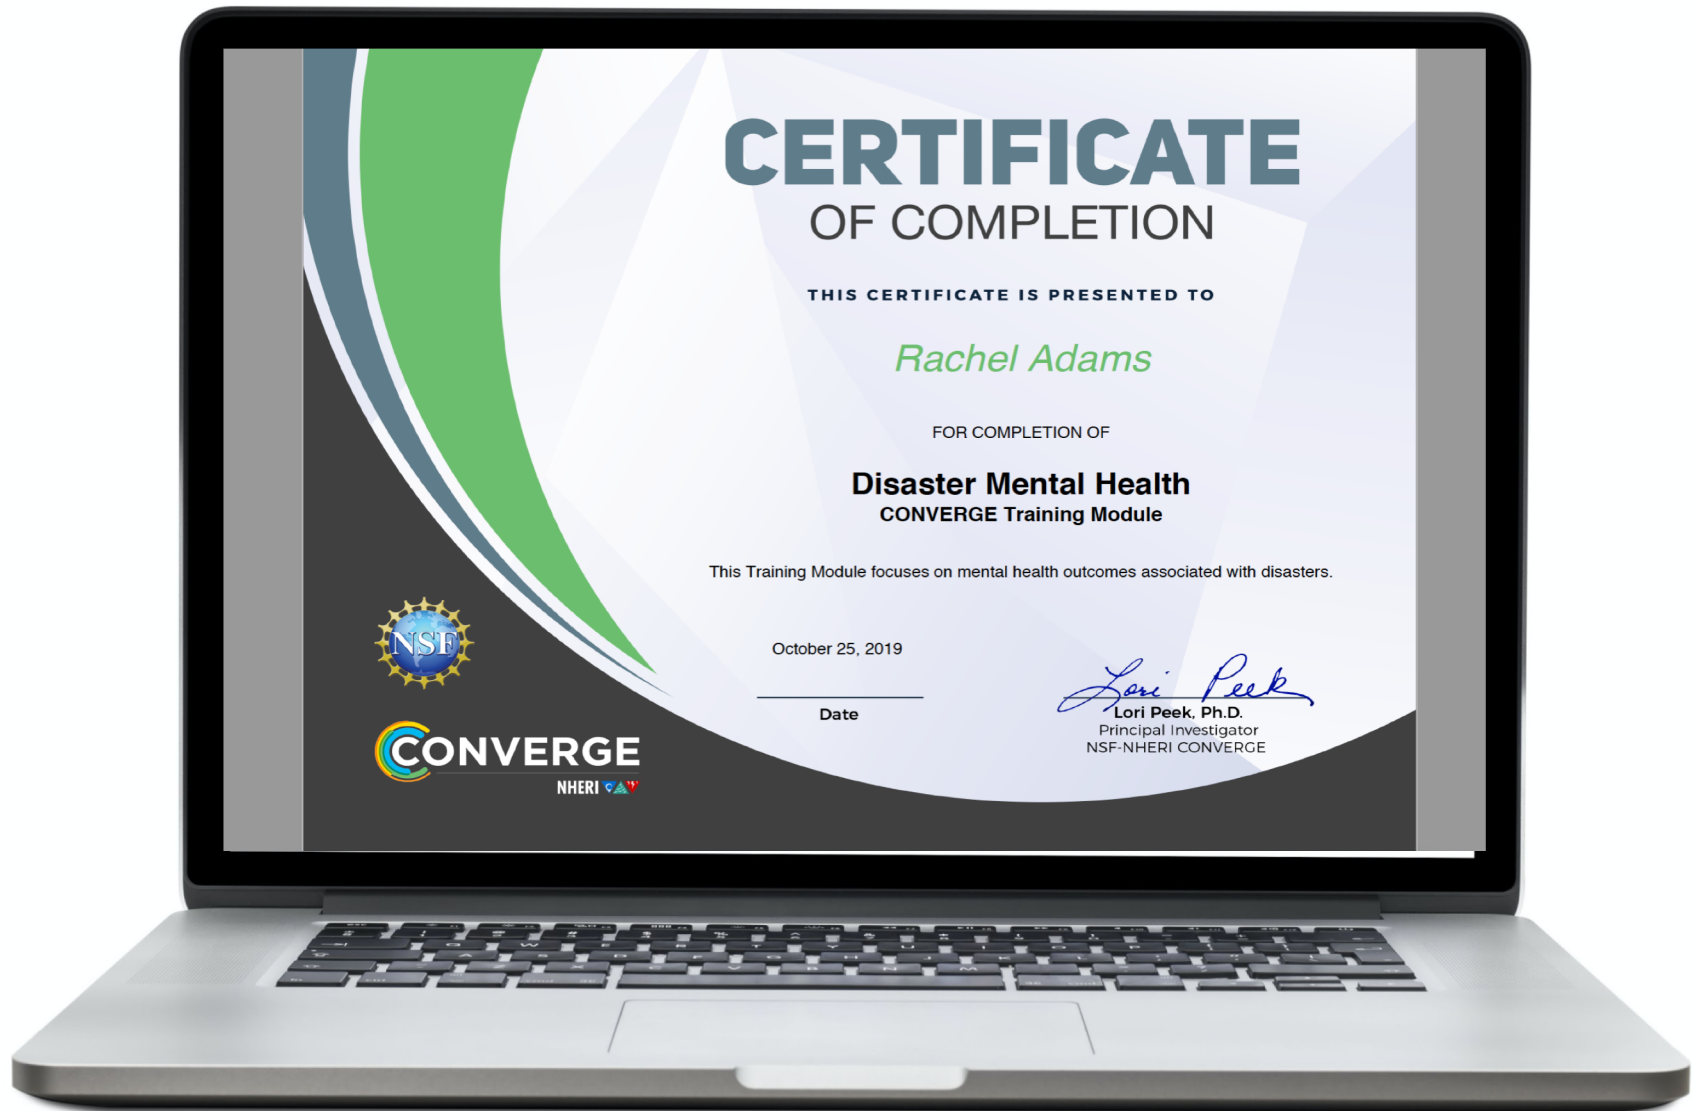 CERTIFICATE
OF COMPLETION
THIS CERTIFICATE IS PRESENTED TO
Rachel Adams
FOR COMPLETION OF
Disaster Mental Health
CONVERGE Training Module
This Training Module focuses on mental health outcomes associated with disasters.
October 25, 2019
Date
Lori Peek
Lori Peek, Ph.D.
Principal Investigator
NSF-NHERI CONVERGE
NSF
CONVERGE
NHERI